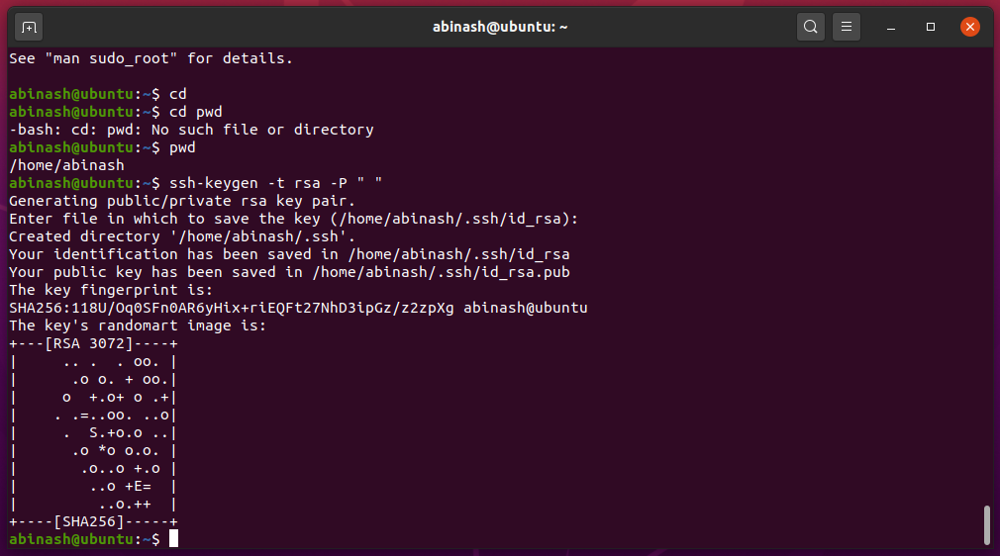 abinash@ubuntu: ~
See "man sudo_root" for details.
abinash@ubuntu:~$ cd
abinash@ubuntu:~$ cd pwd
-bash: cd: pwd: No such file or directory
abinash@ubuntu:~$ pwd
/home/abinash
abinash@ubuntu:~$ ssh-keygen -t rsa -P " "
Generating public/private rsa key pair.
Enter file in which to save the key (/home/abinash/.ssh/id_rsa):
Created directory '/home/abinash/.ssh'.
Your identification has been saved in /home/abinash/.ssh/id_rsa
Your public key has been saved in /home/abinash/.ssh/id_rsa.pub
The key fingerprint is:
SHA256:118U/Oq0SFn0AR6yHix+riEQFt27NhD3ipGz/z2zpXg abinash@ubuntu
The key's randomart image is:
+---[RSA 3072]----+
|     .. .  . oo. |
|      .o o. + oo.|
|     o  +.o+ o .+|
|    . .=..oo. ..o|
|     .  S.+o.o ..|
|      .o *o o.o. |
|       .o..o +.o |
|        ..o +E=  |
|         ..o.++  |
+----[SHA256]-----+
abinash@ubuntu:~$